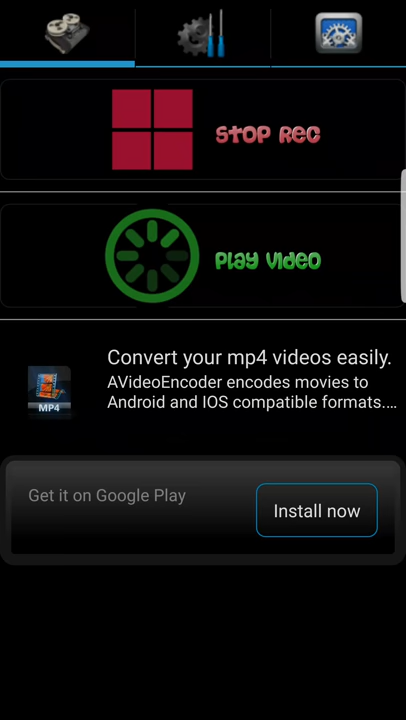 STOP REC
PLAY VIDEO
Convert your mp4 videos easily.
AVideoEncoder encodes movies to
Android and IOS compatible formats....
MP4
Get it on Google Play
Install now